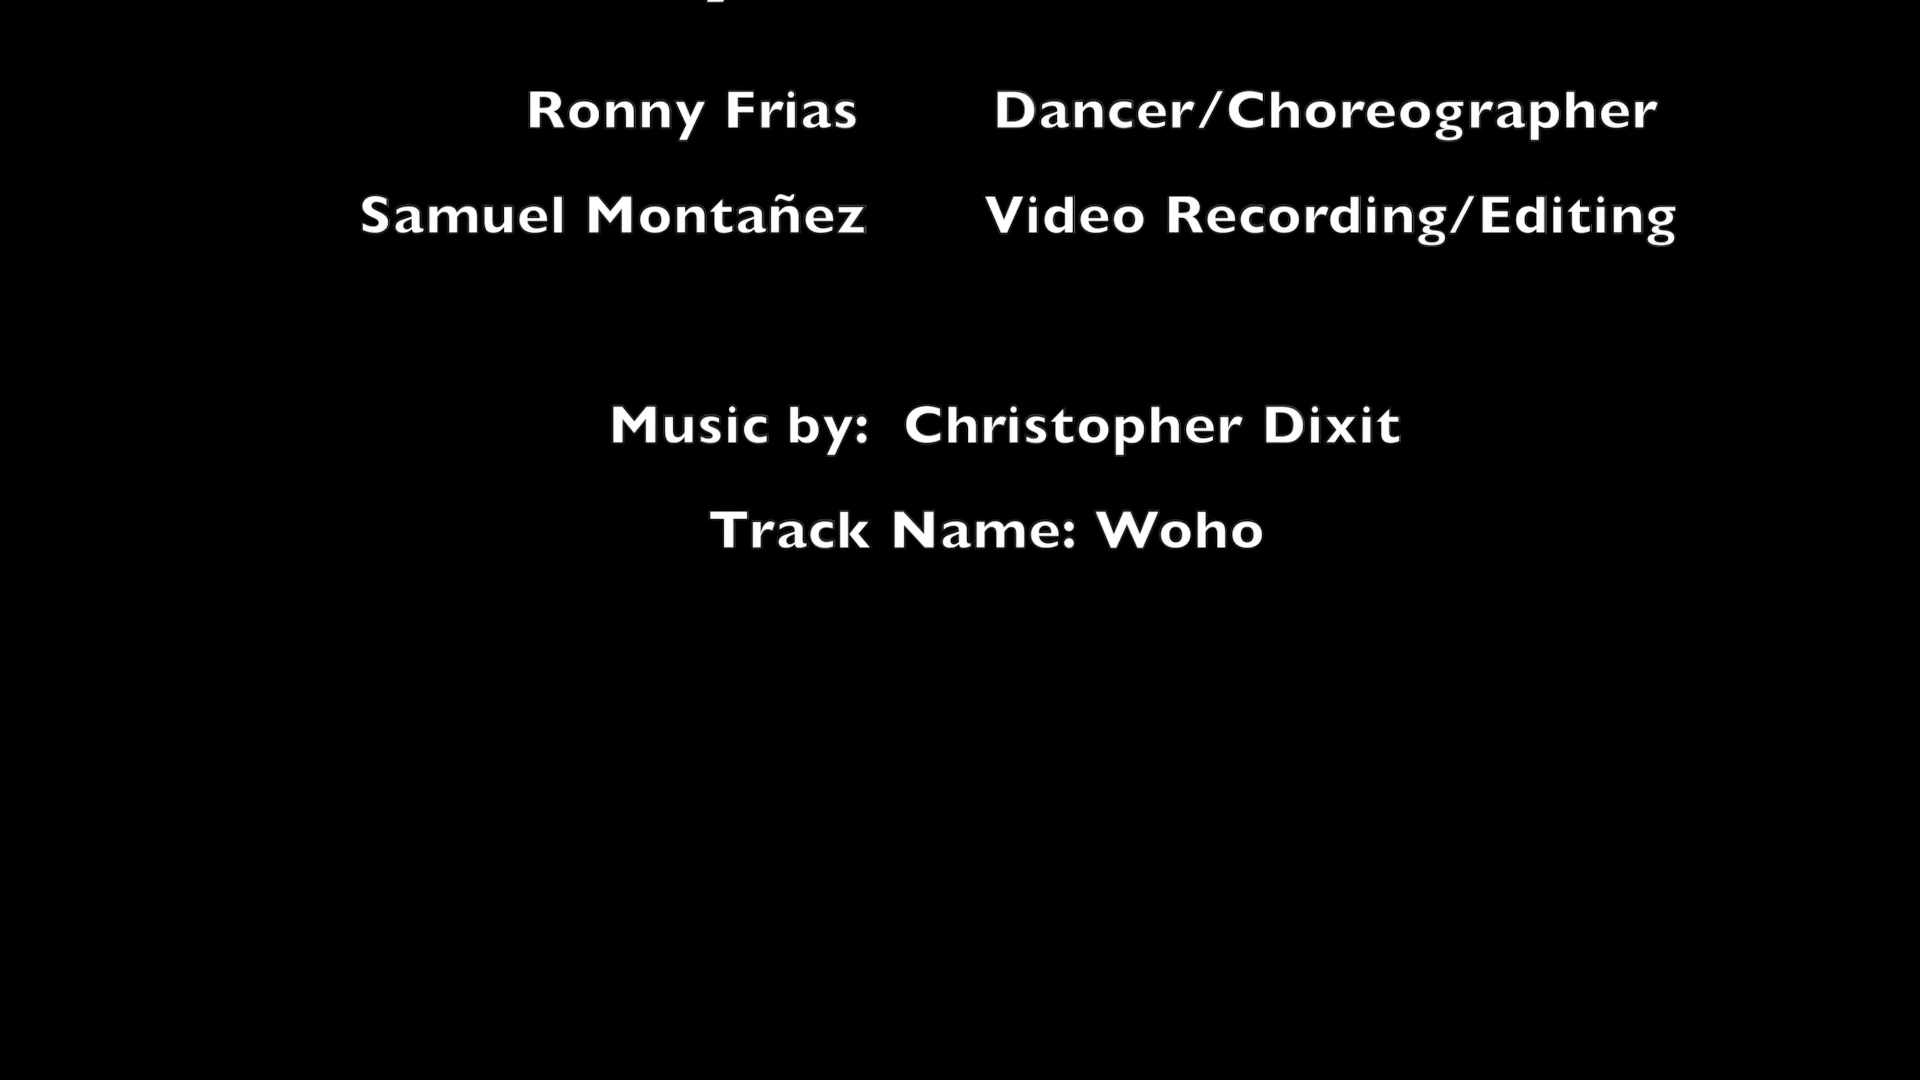 Ronny Frias Dancer/Choreographer
Samuel Montañez Video Recording/Editing
Music by: Christopher Dixit
Track Name: Woho